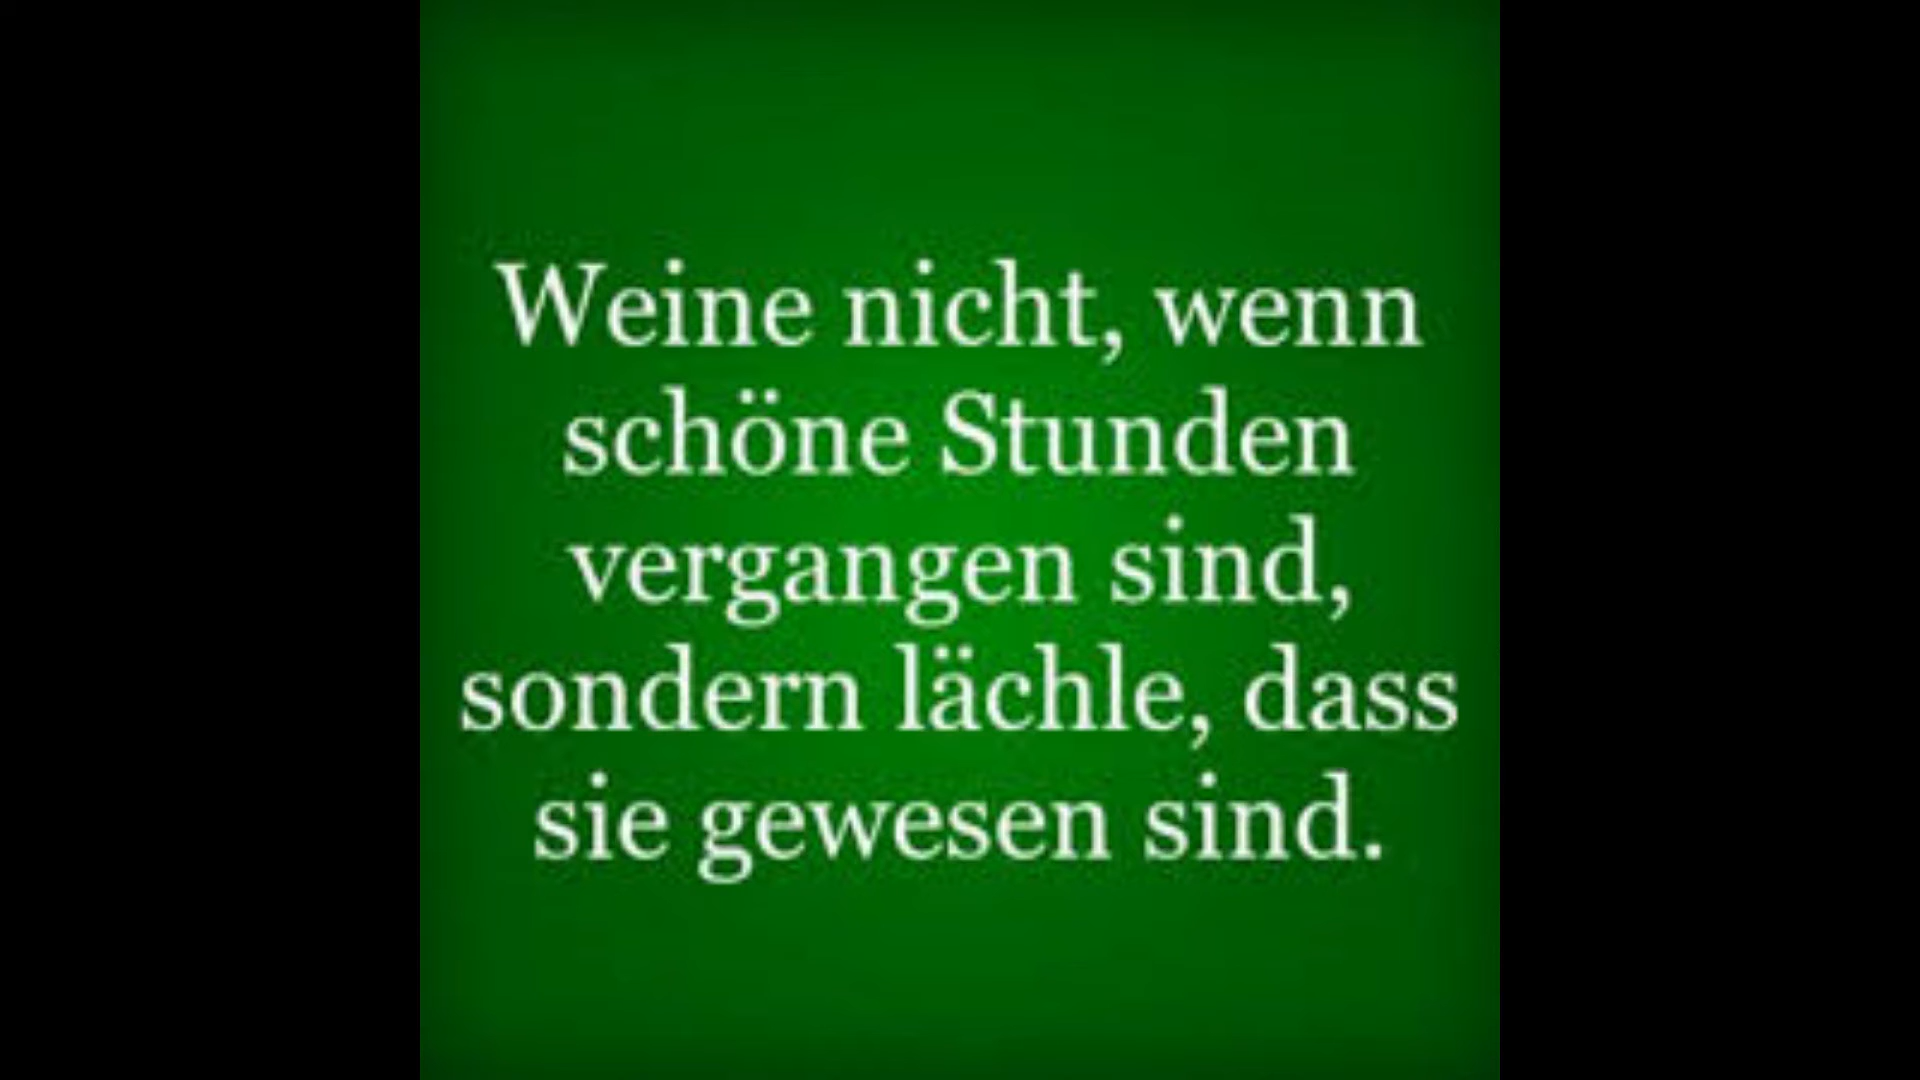 Weine nicht, wenn
schöne Stunden
vergangen sind,
sondern lächle, dass
sie gewesen sind.